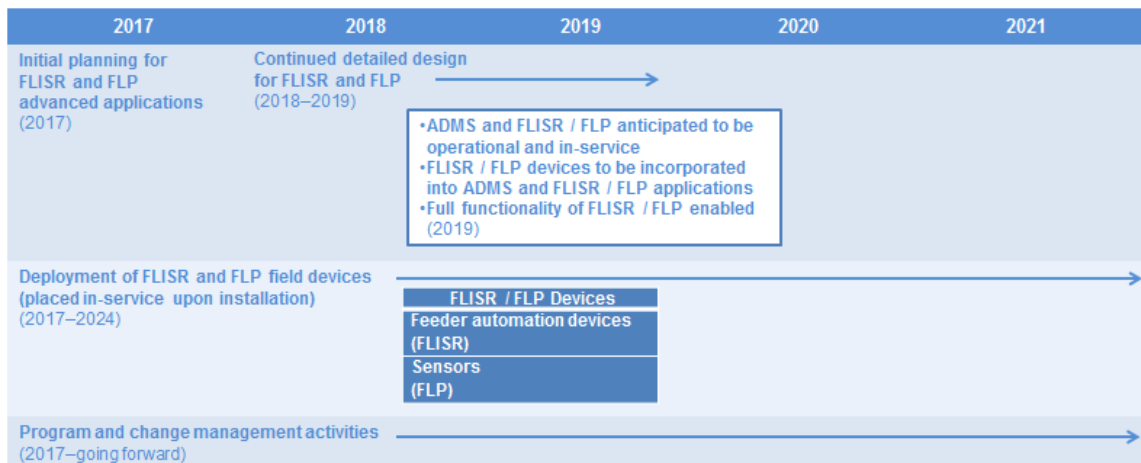 2017 2018 2019 2020 2021
Initial planning for
FLISR and FLP
advanced applications
(2017)
Continued detailed design
for FLISR and FLP
(2018–2019)
•ADMS and FLISR / FLP anticipated to be
operational and in-service
•FLISR / FLP devices to be incorporated
into ADMS and FLISR / FLP applications
•Full functionality of FLISR / FLP enabled
(2019)
Deployment of FLISR and FLP field devices
(placed in-service upon installation)
(2017–2024)
FLISR / FLP Devices
Feeder automation devices
(FLISR)
Sensors
(FLP)
Program and change management activities
(2017–going forward)